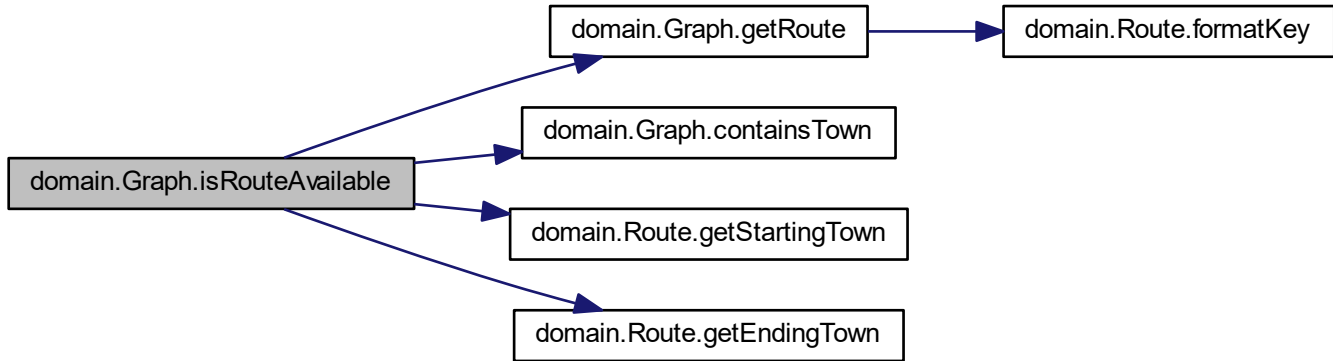 domain.Graph.getRoute
domain.Route.formatKey
domain.Graph.containsTown
domain.Graph.isRouteAvailable
domain.Route.getStartingTown
domain.Route.getEndingTown